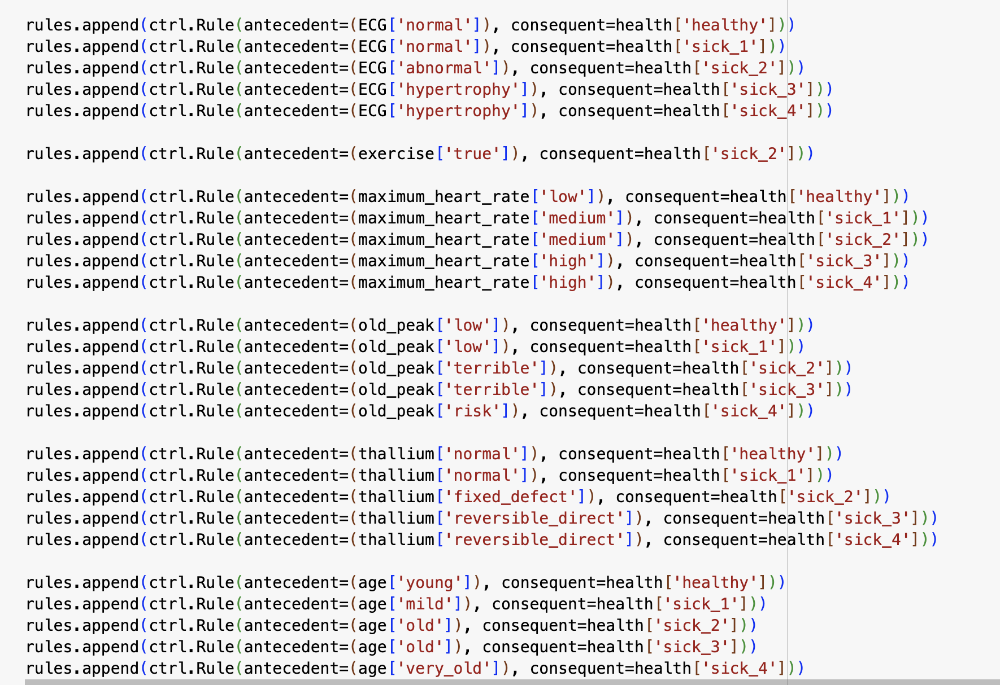 rules.append(ctrl.Rule(antecedent=(ECG['normal']), consequent=health['healthy']))
rules.append(ctrl.Rule(antecedent=(ECG['normal']), consequent=health['sick_1']))
rules.append(ctrl.Rule(antecedent=(ECG['abnormal']), consequent=health['sick_2']))
rules.append(ctrl.Rule(antecedent=(ECG['hypertrophy']), consequent=health['sick_3']))
rules.append(ctrl.Rule(antecedent=(ECG['hypertrophy']), consequent=health['sick_4']))
rules.append(ctrl.Rule(antecedent=(exercise['true']), consequent=health['sick_2']))
rules.append(ctrl.Rule(antecedent=(maximum_heart_rate['low']), consequent=health['healthy']))
rules.append(ctrl.Rule(antecedent=(maximum_heart_rate['medium']), consequent=health['sick_1']))
rules.append(ctrl.Rule(antecedent=(maximum_heart_rate['medium']), consequent=health['sick_2']))
rules.append(ctrl.Rule(antecedent=(maximum_heart_rate['high']), consequent=health['sick_3']))
rules.append(ctrl.Rule(antecedent=(maximum_heart_rate['high']), consequent=health['sick_4']))
rules.append(ctrl.Rule(antecedent=(old_peak['low']), consequent=health['healthy']))
rules.append(ctrl.Rule(antecedent=(old_peak['low']), consequent=health['sick_1']))
rules.append(ctrl.Rule(antecedent=(old_peak['terrible']), consequent=health['sick_2']))
rules.append(ctrl.Rule(antecedent=(old_peak['terrible']), consequent=health['sick_3']))
rules.append(ctrl.Rule(antecedent=(old_peak['risk']), consequent=health['sick_4']))
rules.append(ctrl.Rule(antecedent=(thallium['normal']), consequent=health['healthy']))
rules.append(ctrl.Rule(antecedent=(thallium['normal']), consequent=health['sick_1']))
rules.append(ctrl.Rule(antecedent=(thallium['fixed_defect']), consequent=health['sick_2']))
rules.append(ctrl.Rule(antecedent=(thallium['reversible_direct']), consequent=health['sick_3']))
rules.append(ctrl.Rule(antecedent=(thallium['reversible_direct']), consequent=health['sick_4']))
rules.append(ctrl.Rule(antecedent=(age['young']), consequent=health['healthy']))
rules.append(ctrl.Rule(antecedent=(age['mild']), consequent=health['sick_1']))
rules.append(ctrl.Rule(antecedent=(age['old']), consequent=health['sick_2']))
rules.append(ctrl.Rule(antecedent=(age['old']), consequent=health['sick_3']))
rules.append(ctrl.Rule(antecedent=(age['very_old']), consequent=health['sick_4']))